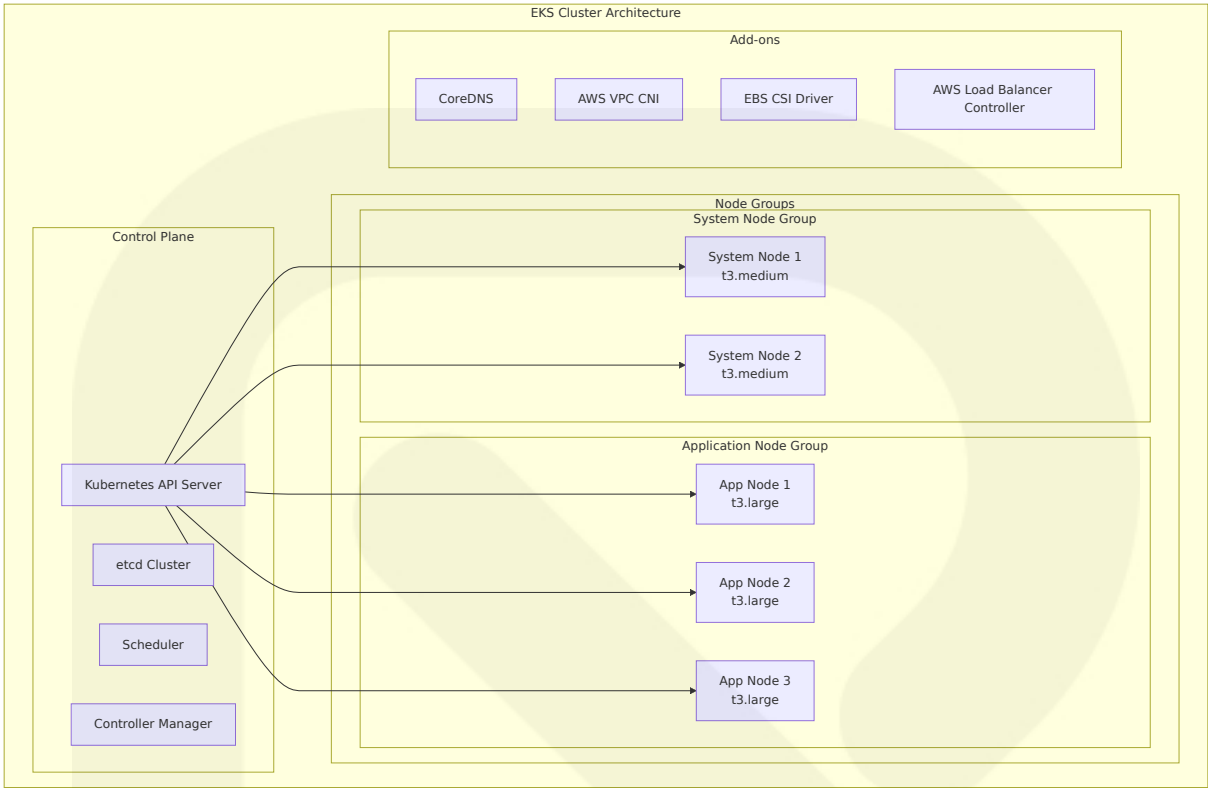 EKS Cluster Architecture
Add-ons
CoreDNS
AWS VPC CNI
EBS CSI Driver
AWS Load Balancer
Controller
Node Groups
System Node Group
System Node 1
t3.medium
System Node 2
t3.medium
Control Plane
Kubernetes API Server
etcd Cluster
Scheduler
Controller Manager
Application Node Group
App Node 1
t3.large
App Node 2
t3.large
App Node 3
t3.large